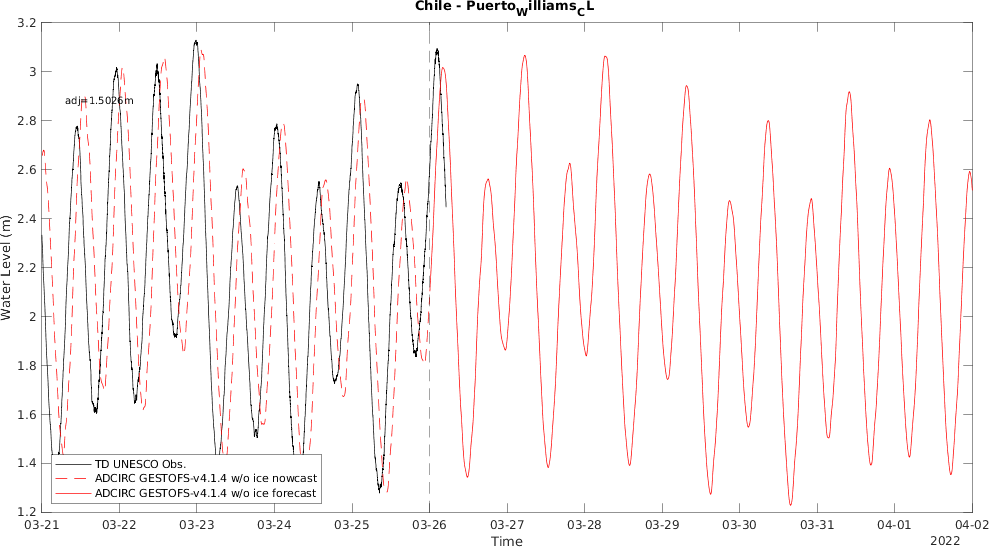 Chile - PuertoWilliamsCL
3.2
3
2.8
2.6
2.4
2.2
2
1.8
1.6
1.4
1.2
Water Level (m)
adj=1.5026m
TD UNESCO Obs.
ADCIRC GESTOFS-v4.1.4 w/o ice nowcast
ADCIRC GESTOFS-v4.1.4 w/o ice forecast
03-21 03-22 03-23 03-24 03-25 03-26 03-27 03-28 03-29 03-30 03-31 04-01 04-02
Time
2022